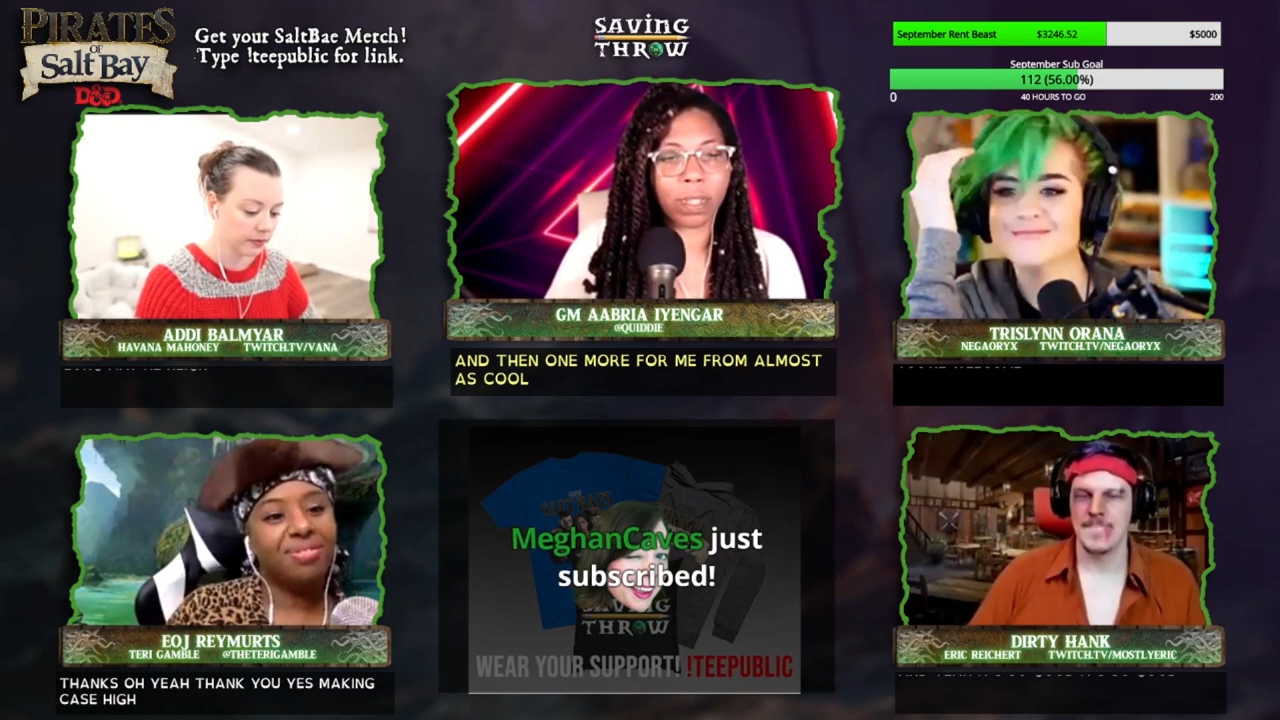 PIRATES
OF
Salt Bay
D&D
Get your SaltBae Merch!
Type !teepublic for link.
SAVING
THROW
September Rent Beast $3246.52 $5000
September Sub Goal
112 (56.00%)
0 40 HOURS TO GO 200
ADDI BALMYAR
HAVANA MAHONEY TWITCH.TV/VANA
GM AABRIA IYENGAR
@QUIDDIE
AND THEN ONE MORE FOR ME FROM ALMOST
AS COOL
TRISLYNN ORANA
NEGAORYX TWITCH.TV/NEGAORYX
EOJ REYMURTS
TERI GAMBLE @THETERIGAMBLE
THANKS OH YEAH THANK YOU YES MAKING
CASE HIGH
MeghanCaves just
subscribed!
SAVING
THROW
WEAR YOUR SUPPORT! !TEEPUBLIC
DIRTY HANK
ERIC REICHERT TWITCH.TV/MOSTLYERIC